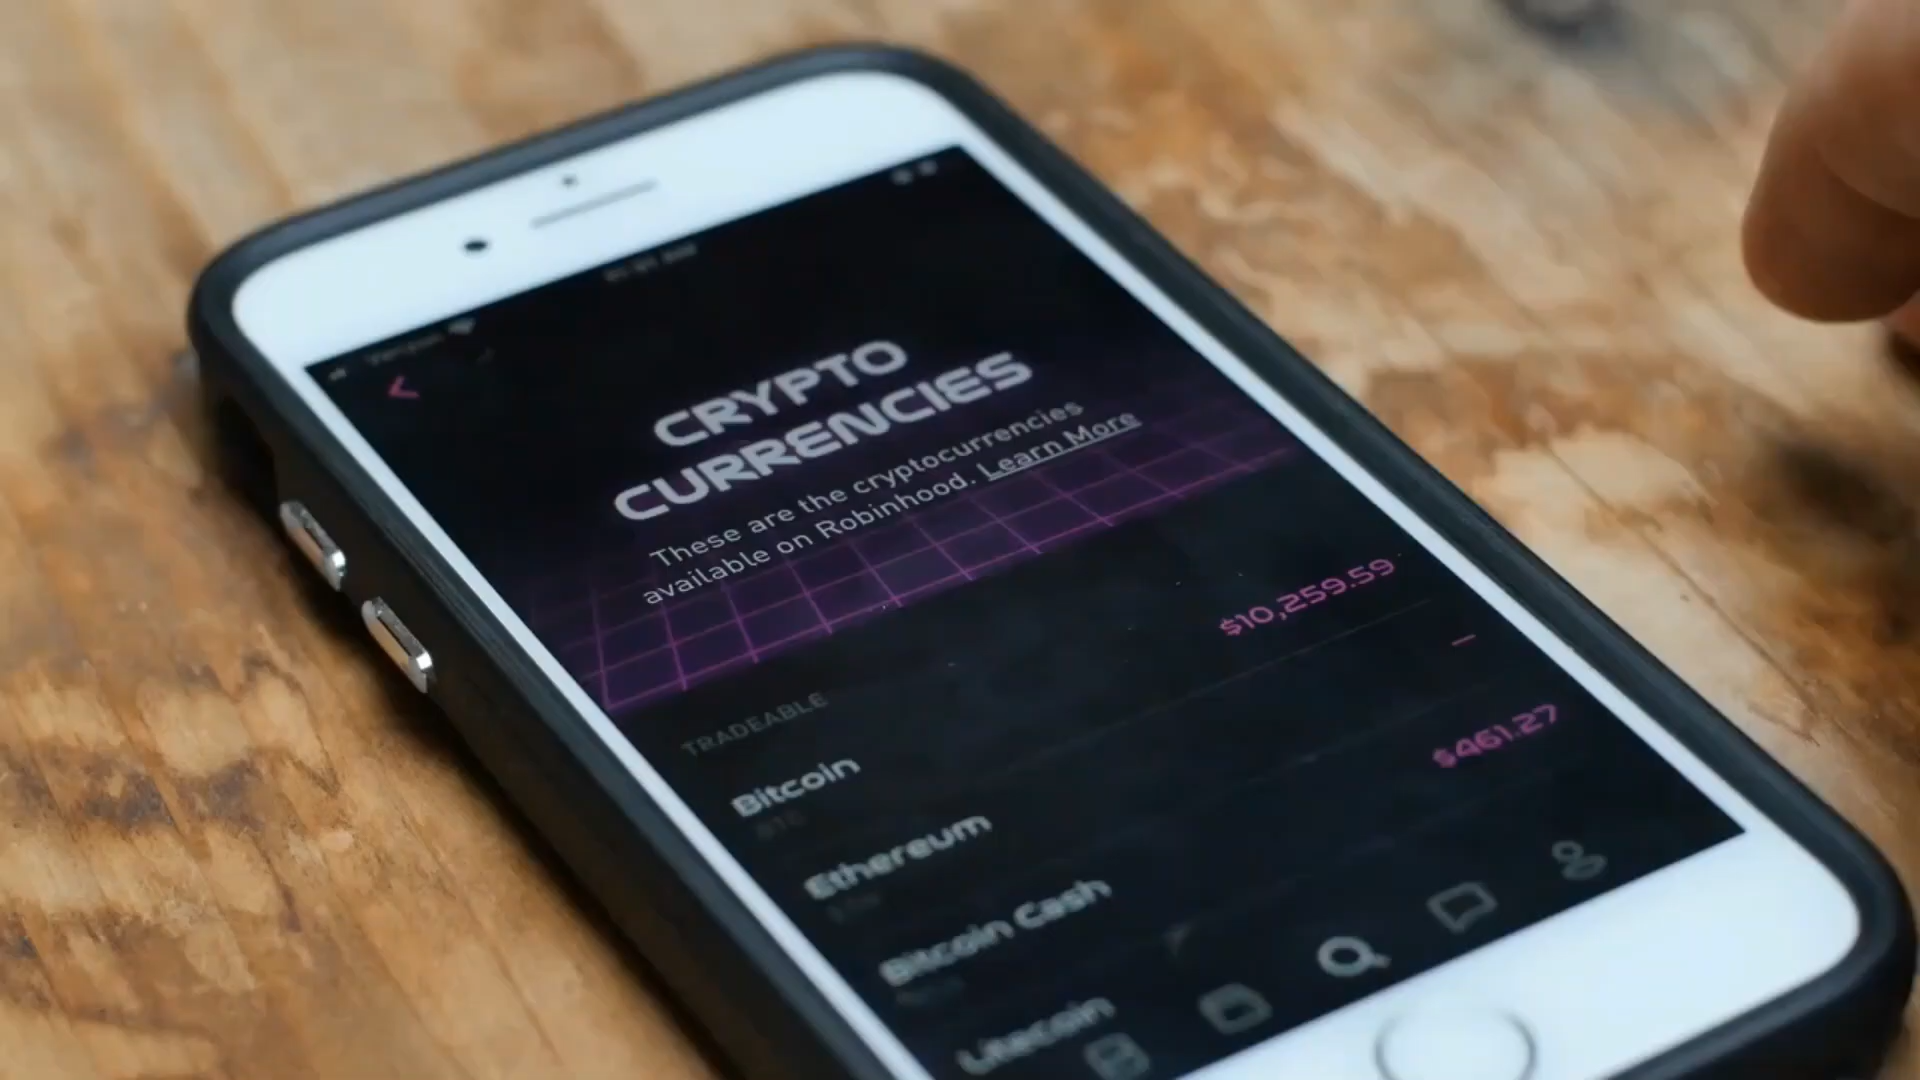 CRYPTO
CURRENCIES
These are the cryptocurrencies
available on Robinhood. Learn More
TRADEABLE
Bitcoin
$10,259.59
BTC
Ethereum
Bitcoin Cash
$461.27
Litecoin